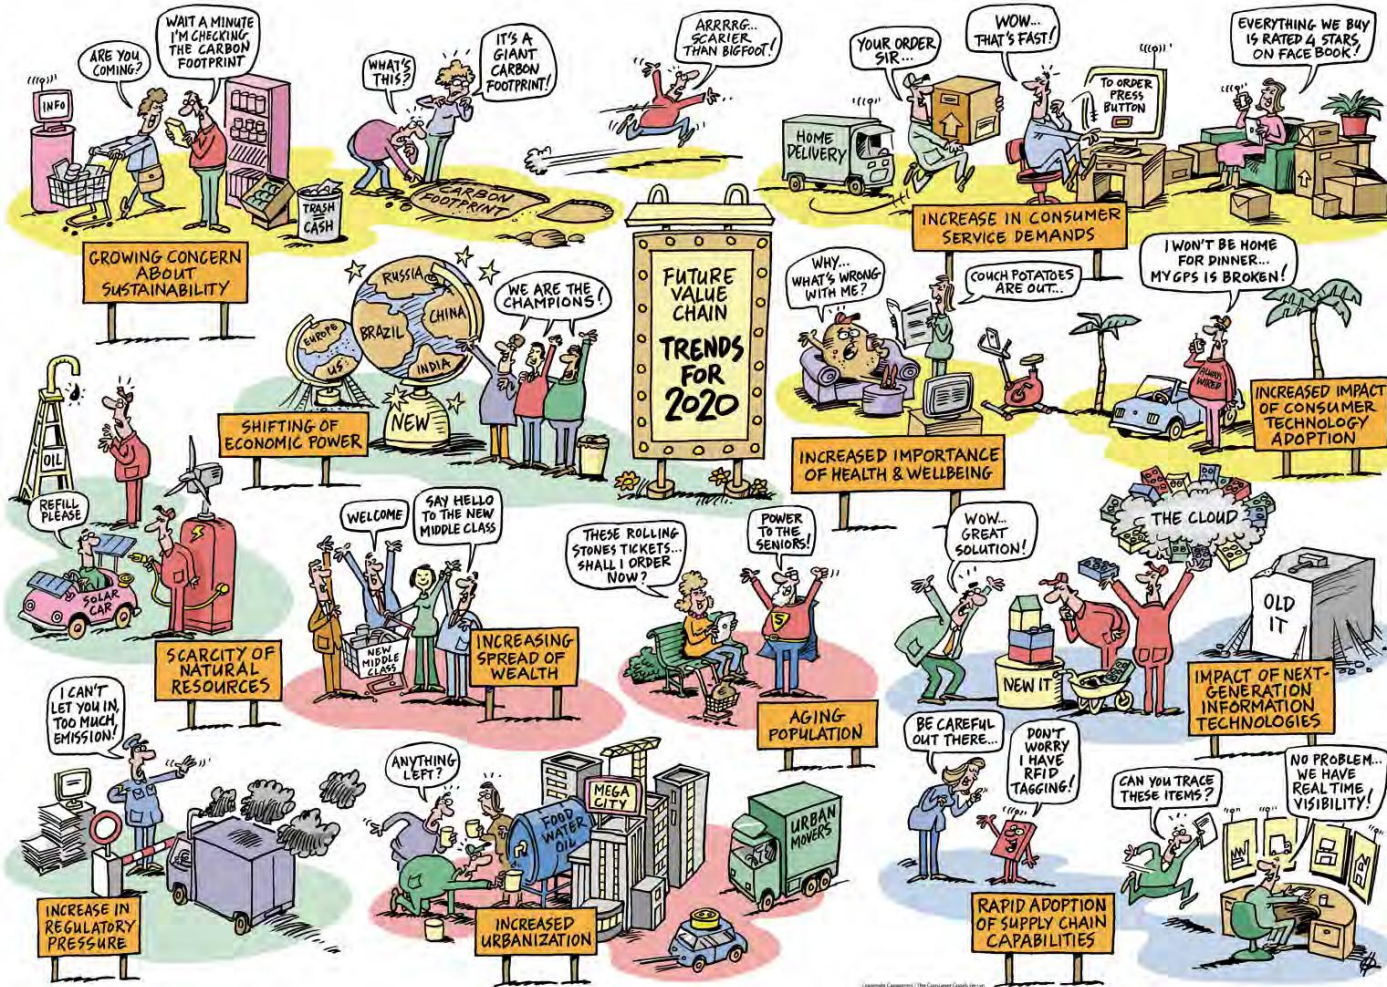 INFO
ARE YOU
COMING?
WAIT A MINUTE
I'M CHECKING
THE CARBON
FOOTPRINT
TRASH
=
CASH
GROWING CONCERN
ABOUT
SUSTAINABILITY
WHAT'S
THIS?
IT'S A
GIANT
CARBON
FOOTPRINT!
CARBON
FOOTPRINT
ARRRRG...
SCARIER
THAN BIGFOOT!
HOME
DELIVERY
YOUR ORDER
SIR...
WOW...
THAT'S FAST!
TO ORDER
PRESS
BUTTON
EVERYTHING WE BUY
IS RATED 4 STARS
ON FACE BOOK!
INCREASE IN CONSUMER
SERVICE DEMANDS
EUROPE
US
RUSSIA
BRAZIL
CHINA
INDIA
NEW
WE ARE THE
CHAMPIONS!
SHIFTING OF
ECONOMIC POWER
FUTURE
VALUE
CHAIN
TRENDS
FOR
2020
WHY...
WHAT'S WRONG
WITH ME?
COUCH POTATOES
ARE OUT...
INCREASED IMPORTANCE
OF HEALTH & WELLBEING
I WON'T BE HOME
FOR DINNER...
MY GPS IS BROKEN!
ALWAYS
WIRED
INCREASED IMPACT
OF CONSUMER
TECHNOLOGY
ADOPTION
OIL
REFILL
PLEASE
SOLAR
CAR
SCARCITY OF
NATURAL
RESOURCES
WELCOME
SAY HELLO
TO THE NEW
MIDDLE CLASS
NEW
MIDDLE
CLASS
INCREASING
SPREAD OF
WEALTH
THESE ROLLING
STONES TICKETS...
SHALL I ORDER
NOW?
POWER
TO THE
SENIORS!
S
AGING
POPULATION
WOW...
GREAT
SOLUTION!
NEW IT
THE CLOUD
OLD
IT
IMPACT OF NEXT-
GENERATION
INFORMATION
TECHNOLOGIES
I CAN'T
LET YOU IN,
TOO MUCH,
EMISSION!
INCREASE IN
REGULATORY
PRESSURE
ANYTHING
LEFT?
FOOD
WATER
OIL
MEGA
CITY
URBAN
MOVERS
INCREASED
URBANIZATION
BE CAREFUL
OUT THERE...
DON'T
WORRY
I HAVE
RFID
TAGGING!
CAN YOU TRACE
THESE ITEMS?
NO PROBLEM...
WE HAVE
REAL TIME
VISIBILITY!
RAPID ADOPTION
OF SUPPLY CHAIN
CAPABILITIES